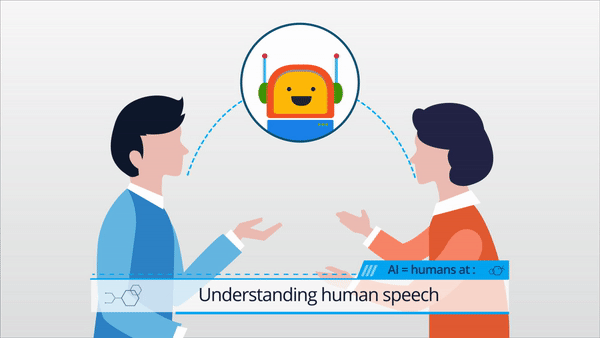 AI = humans at :
Understanding human speech